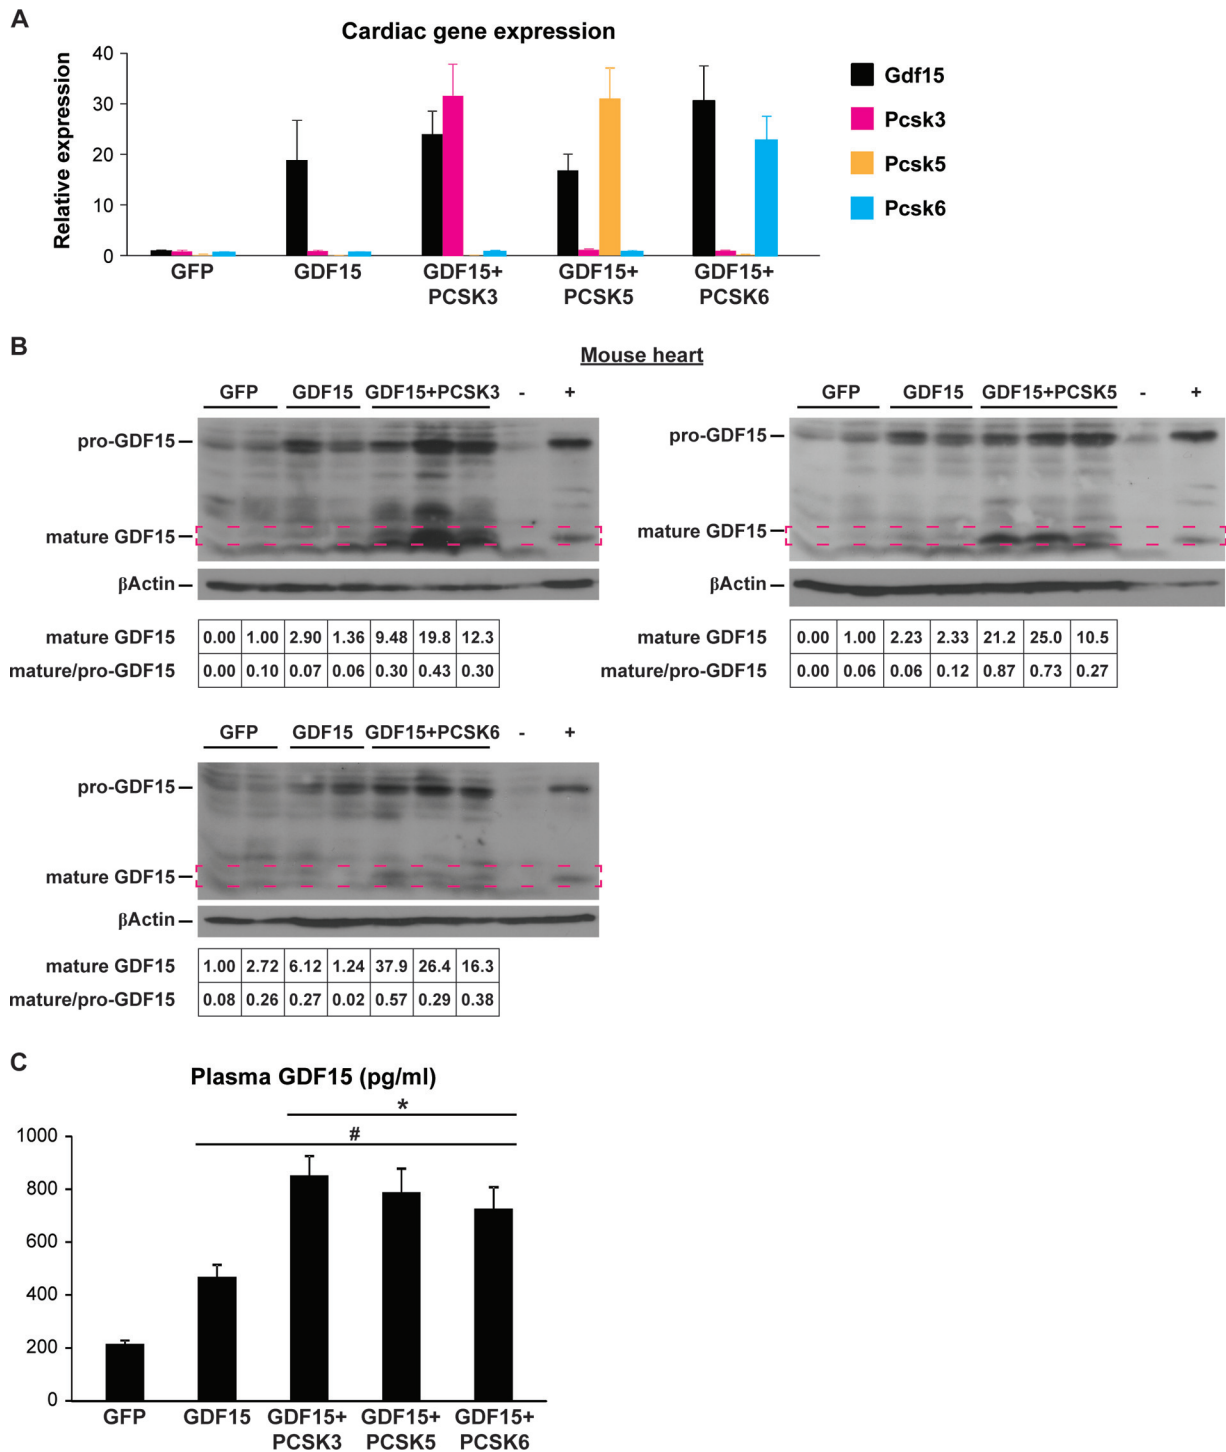 A
Cardiac gene expression
Relative expression
40
30
20
10
0
GFP
GDF15
GDF15+
PCSK3
GDF15+
PCSK5
GDF15+
PCSK6
Gdf15
Pcsk3
Pcsk5
Pcsk6
B
Mouse heart
GFP GDF15 GDF15+PCSK3 - +
pro-GDF15
mature GDF15
βActin
mature GDF15 0.00 1.00 2.90 1.36 9.48 19.8 12.3
mature/pro-GDF15 0.00 0.10 0.07 0.06 0.30 0.43 0.30
GFP GDF15 GDF15+PCSK5 - +
pro-GDF15
mature GDF15
βActin
mature GDF15 0.00 1.00 2.23 2.33 21.2 25.0 10.5
mature/pro-GDF15 0.00 0.06 0.06 0.12 0.87 0.73 0.27
GFP GDF15 GDF15+PCSK6 - +
pro-GDF15
mature GDF15
βActin
mature GDF15 1.00 2.72 6.12 1.24 37.9 26.4 16.3
mature/pro-GDF15 0.08 0.26 0.27 0.02 0.57 0.29 0.38
C
Plasma GDF15 (pg/ml)
*
#
1000
800
600
400
200
0
GFP
GDF15
GDF15+
PCSK3
GDF15+
PCSK5
GDF15+
PCSK6